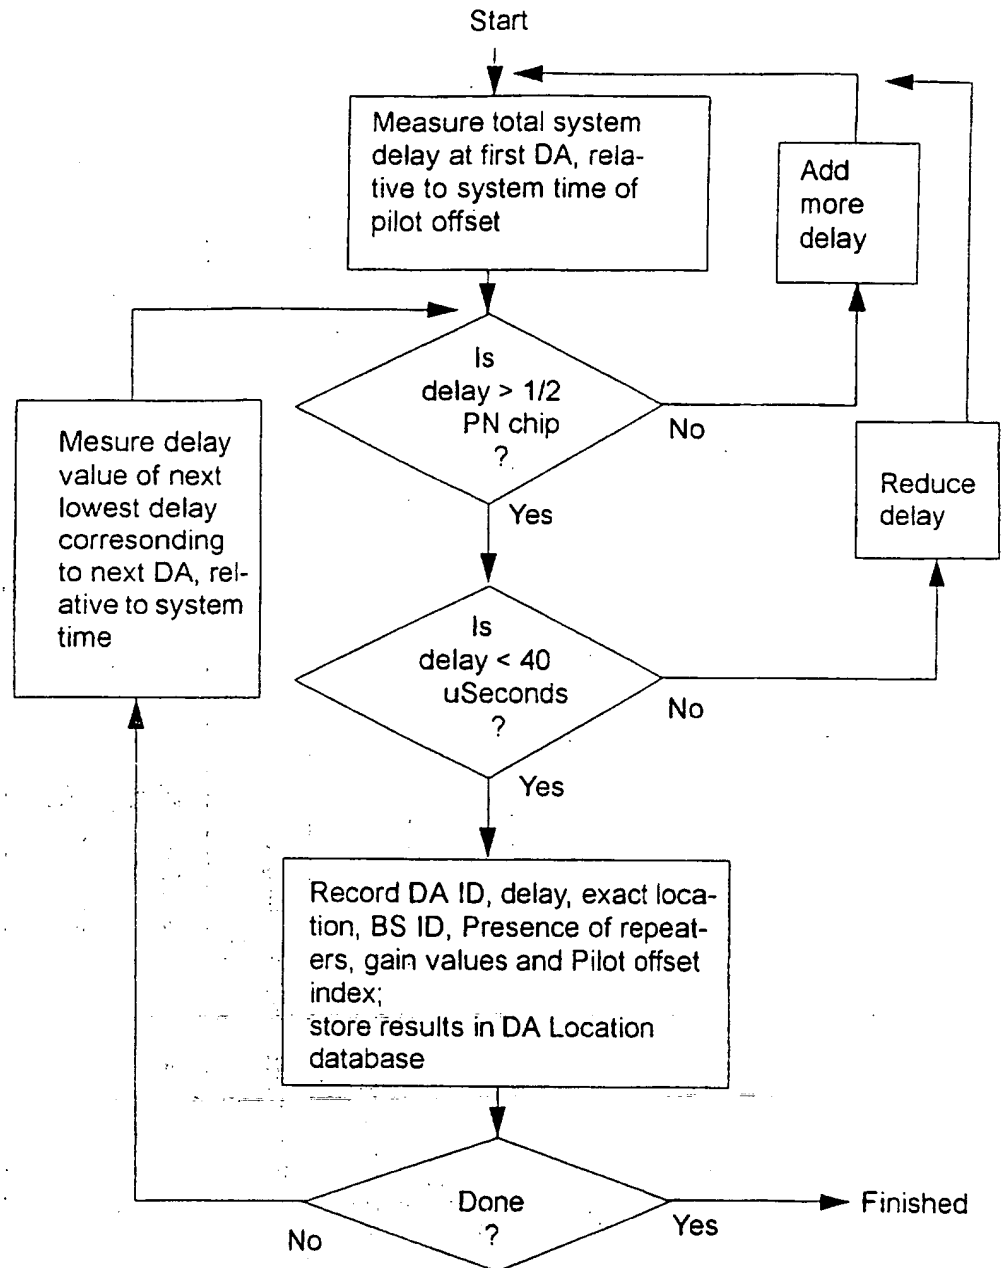 Start
Measure total system
delay at first DA, rela-
tive to system time of
pilot offset
Add
more
delay
Is
delay > 1/2
PN chip
?
No
Yes
Mesure delay
value of next
lowest delay
corresonding
to next DA, rel-
ative to system
time
Reduce
delay
Is
delay < 40
uSeconds
?
No
Yes
Record DA ID, delay, exact loca-
tion, BS ID, Presence of repeat-
ers, gain values and Pilot offset
index;
store results in DA Location
database
Done
?
No
Yes
Finished